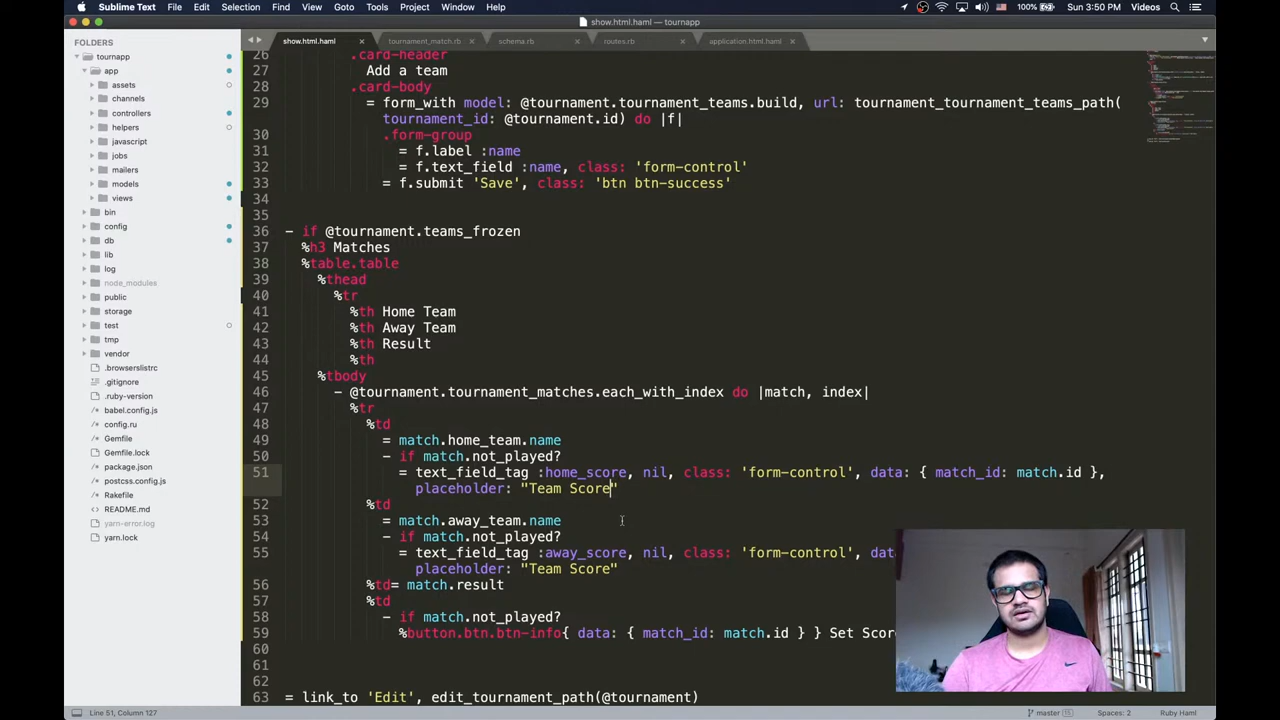 Sublime Text File Edit Selection Find View Goto Tools Project Window Help 100% Sun 3:50 PM Videos
show.html.haml — tournapp
FOLDERS
tournapp
app
assets
channels
controllers
helpers
javascript
jobs
mailers
models
views
bin
config
db
lib
log
node_modules
public
storage
test
tmp
vendor
.browserslistrc
.gitignore
.ruby-version
babel.config.js
config.ru
Gemfile
Gemfile.lock
package.json
postcss.config.js
Rakefile
README.md
yarn-error.log
yarn.lock
show.html.haml tournament_match.rb schema.rb routes.rb application.html.haml
26 .card-header
27 Add a team
28 .card-body
29 = form_with model: @tournament.tournament_teams.build, url: tournament_tournament_teams_path(
tournament_id: @tournament.id) do |f|
30 .form-group
31 = f.label :name
32 = f.text_field :name, class: 'form-control'
33 = f.submit 'Save', class: 'btn btn-success'
34
35
36 - if @tournament.teams_frozen
37 %h3 Matches
38 %table.table
39 %thead
40 %tr
41 %th Home Team
42 %th Away Team
43 %th Result
44 %th
45 %tbody
46 - @tournament.tournament_matches.each_with_index do |match, index|
47 %tr
48 %td
49 = match.home_team.name
50 - if match.not_played?
51 = text_field_tag :home_score, nil, class: 'form-control', data: { match_id: match.id },
placeholder: "Team Score"
52 %td
53 = match.away_team.name
54 - if match.not_played?
55 = text_field_tag :away_score, nil, class: 'form-control', dat
placeholder: "Team Score"
56 %td= match.result
57 %td
58 - if match.not_played?
59 %button.btn.btn-info{ data: { match_id: match.id } } Set Scor
60
61
62
63 = link_to 'Edit', edit_tournament_path(@tournament)
Line 51, Column 127 master Spaces: 2 Ruby Haml